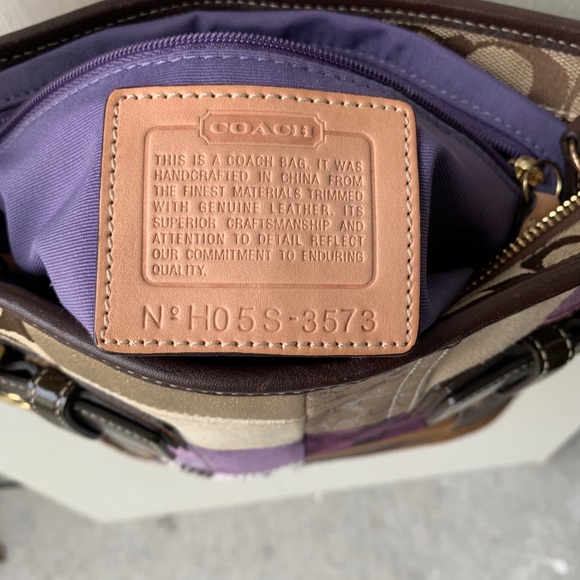 COACH
THIS IS A COACH BAG. IT WAS
HANDCRAFTED IN CHINA FROM
THE FINEST MATERIALS TRIMMED
WITH GENUINE LEATHER. ITS
SUPERIOR CRAFTSMANSHIP AND
ATTENTION TO DETAIL REFLECT
OUR COMMITMENT TO ENDURING
QUALITY.
Nº H05S-3573